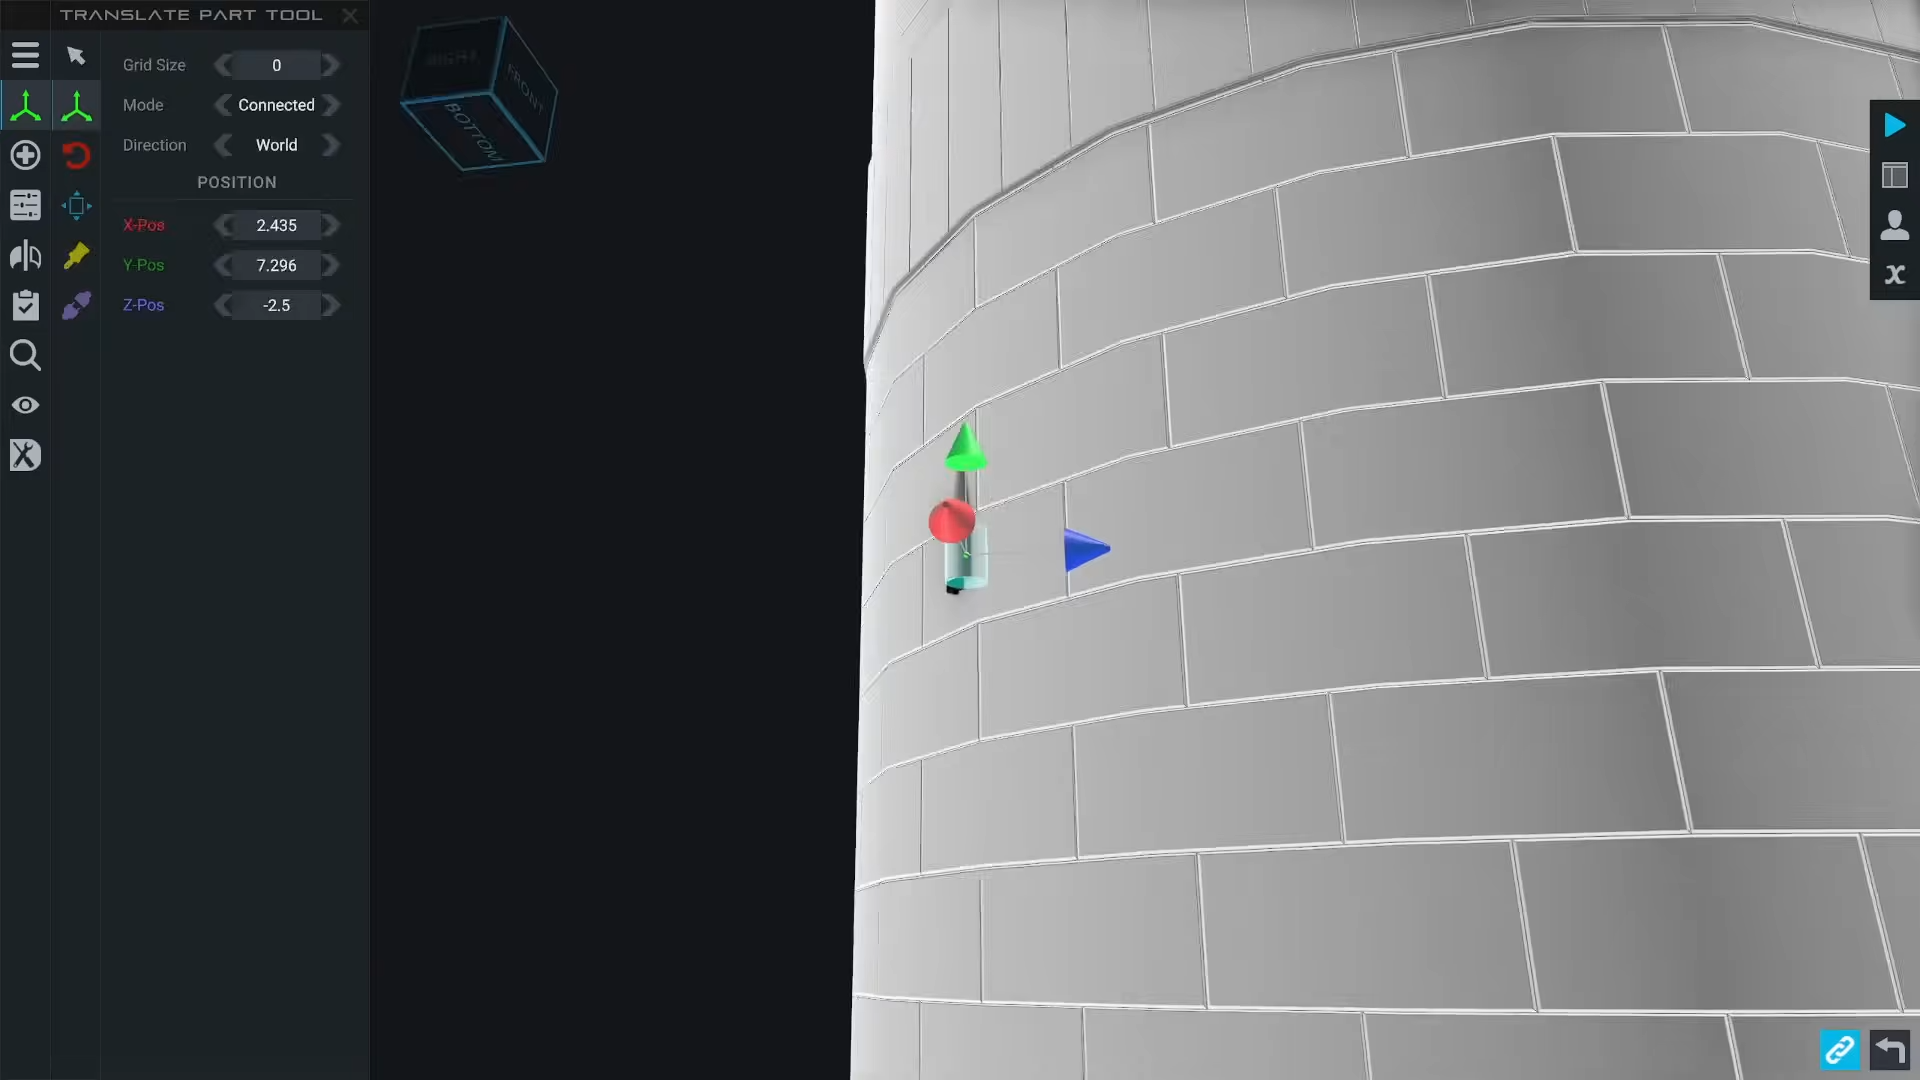 TRANSLATE PART TOOL
Grid Size 0
Mode Connected
Direction World
POSITION
X-Pos 2.435
Y-Pos 7.296
Z-Pos -2.5
RIGHT
FRONT
BOTTOM
x